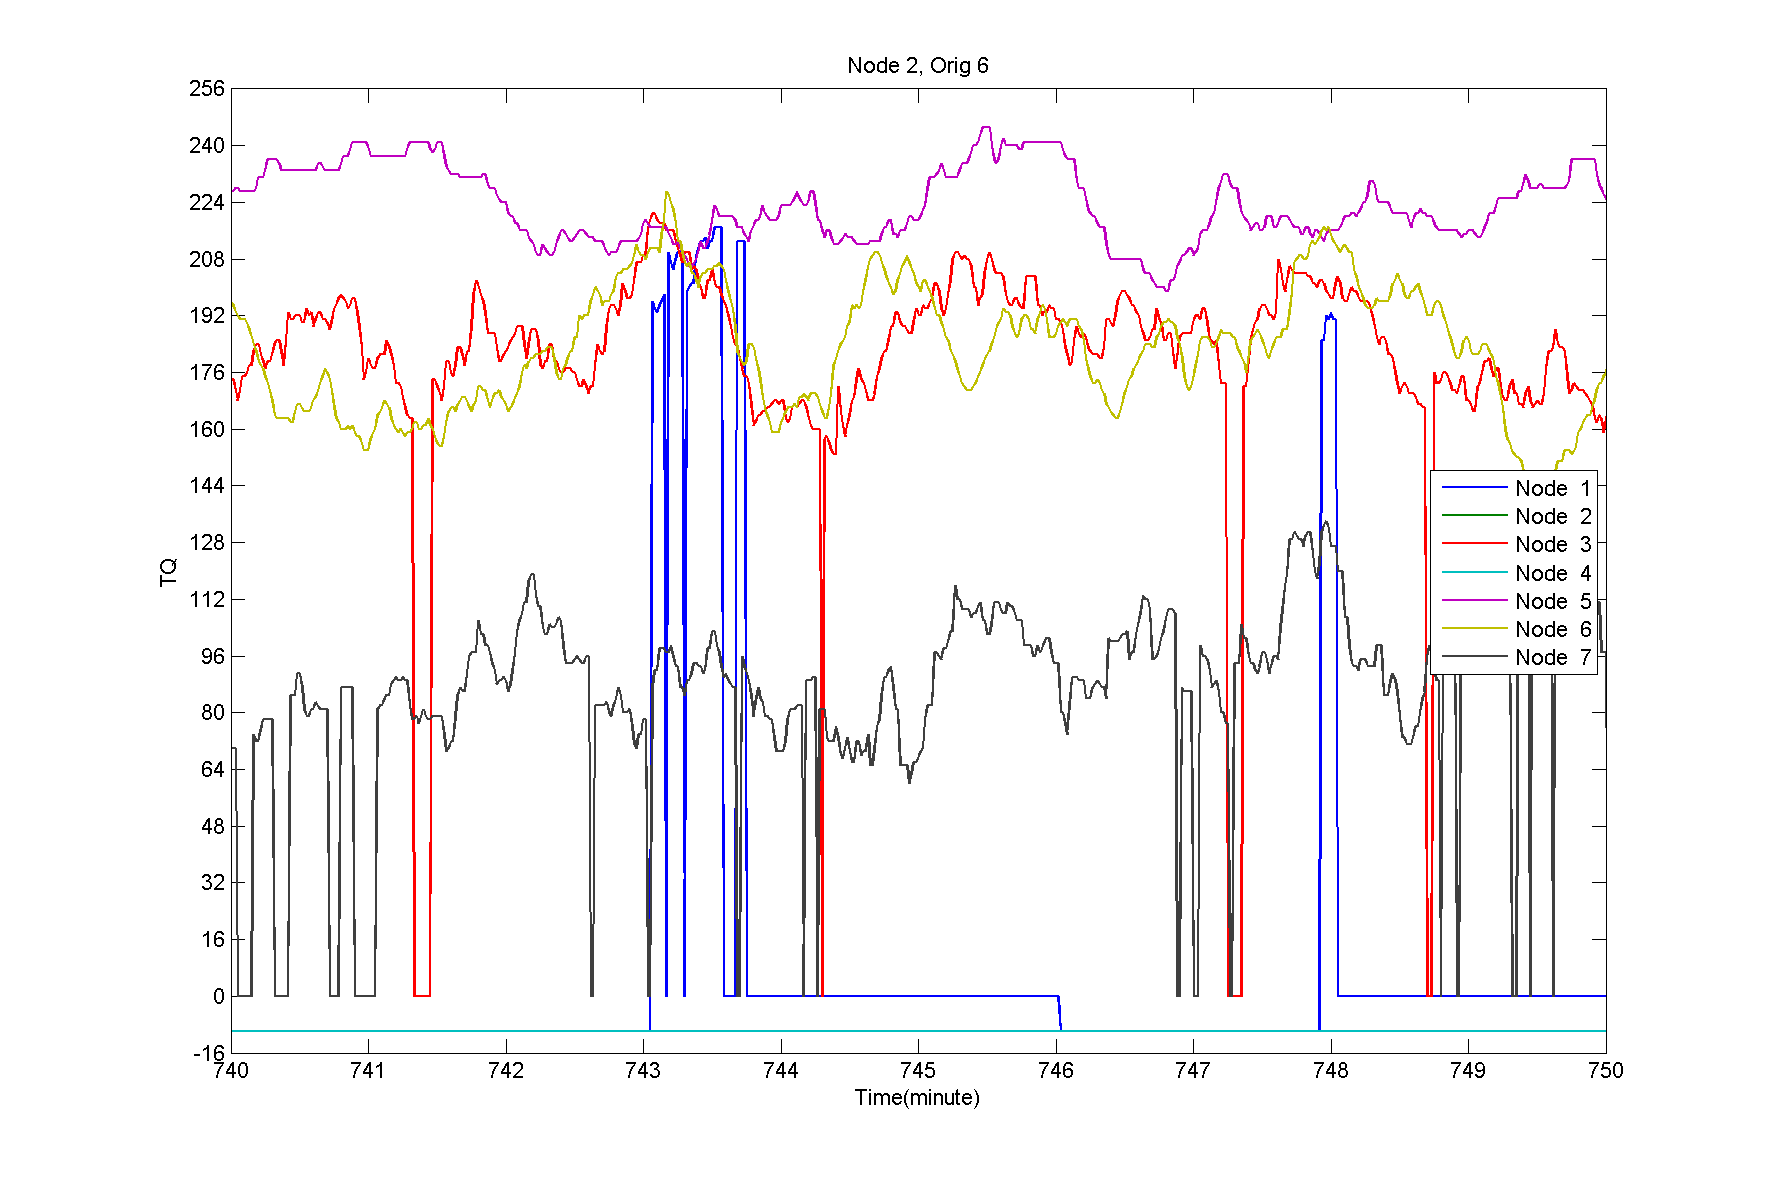 Node 2, Orig 6
256
240
224
208
192
176
160
144
128
112
96
80
64
48
32
16
0
-16
TQ
Node 1
Node 2
Node 3
Node 4
Node 5
Node 6
Node 7
740 741 742 743 744 745 746 747 748 749 750
Time(minute)